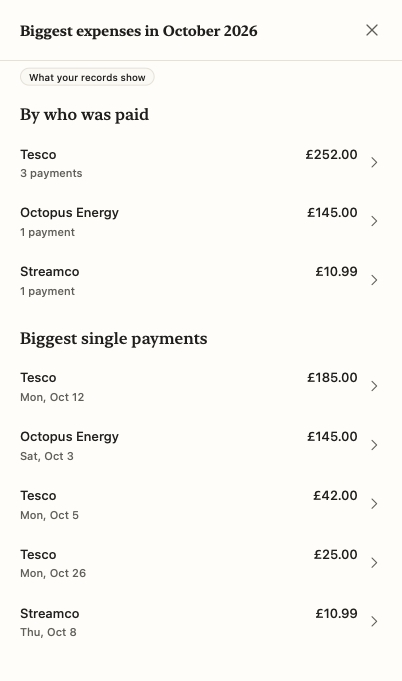 Biggest expenses in October 2026
What your records show
By who was paid
Tesco £252.00
3 payments
Octopus Energy £145.00
1 payment
Streamco £10.99
1 payment
Biggest single payments
Tesco £185.00
Mon, Oct 12
Octopus Energy £145.00
Sat, Oct 3
Tesco £42.00
Mon, Oct 5
Tesco £25.00
Mon, Oct 26
Streamco £10.99
Thu, Oct 8